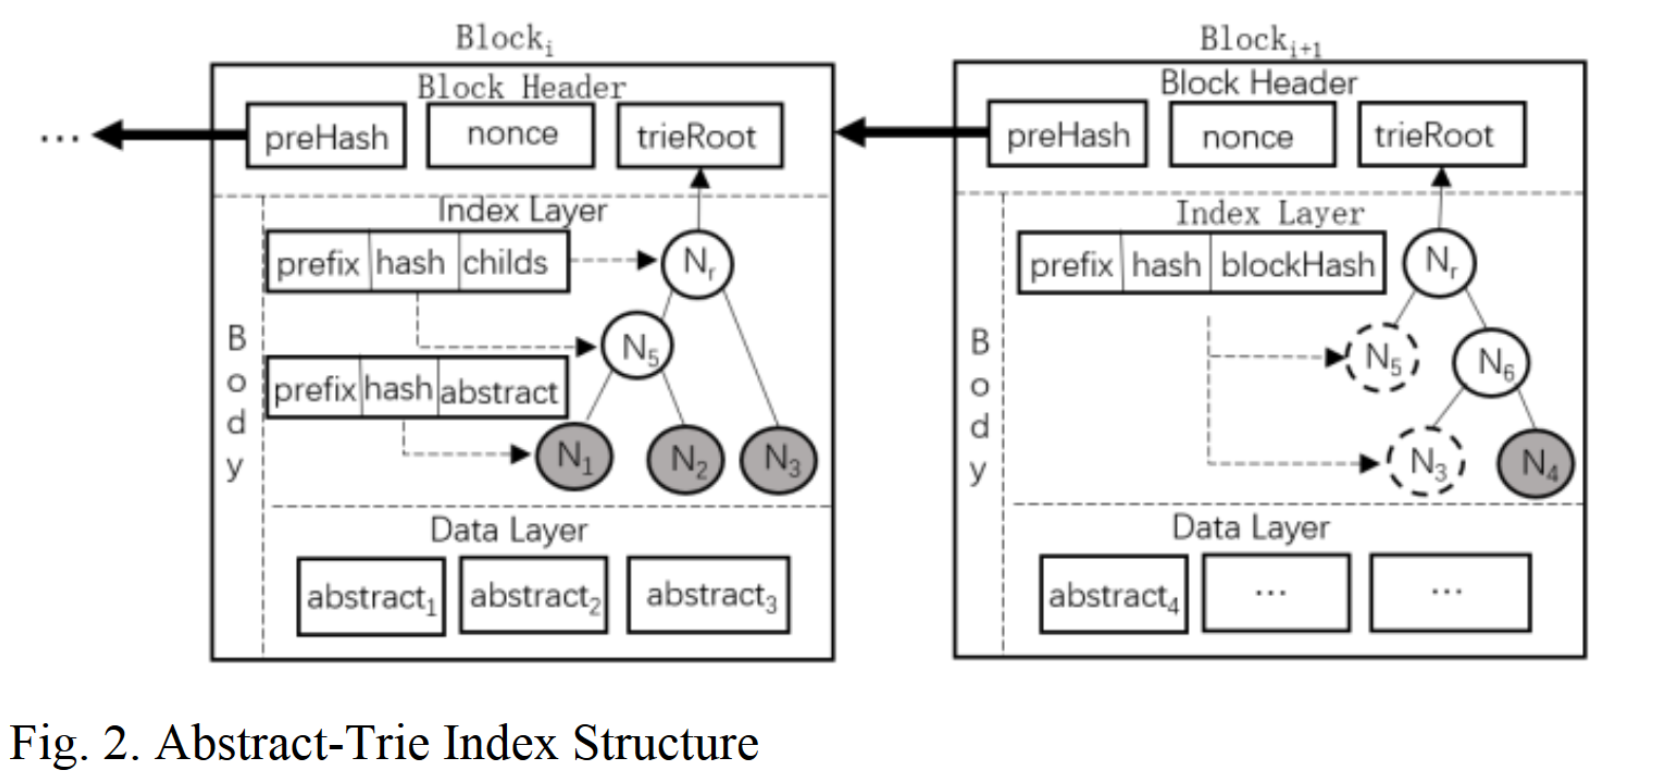 Block_i
Block Header
... preHash nonce trieRoot
Index Layer
prefix hash childs N_r
N_5
prefix hash abstract
N_1 N_2 N_3
Body
Data Layer
abstract_1 abstract_2 abstract_3
Block_{i+1}
Block Header
preHash nonce trieRoot
Index Layer
prefix hash blockHash N_r
N_5 N_6
N_3 N_4
Body
Data Layer
abstract_4 ... ...
Fig. 2. Abstract-Trie Index Structure